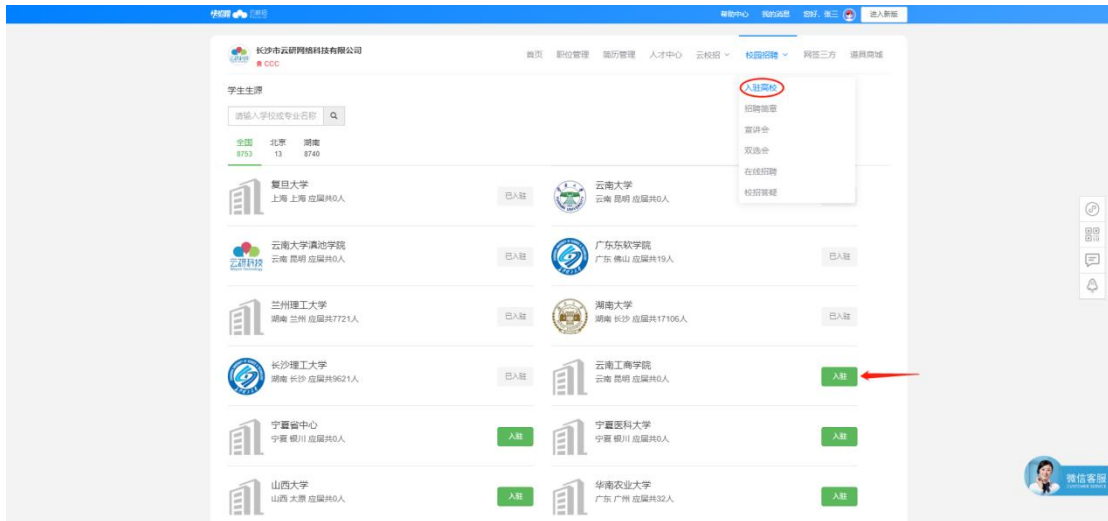 快就业 云就业
帮助中心 我的消息 您好, 张三 进入新版
长沙市云研网络科技有限公司
CCC
首页 职位管理 简历管理 人才中心 云校招 校园招聘 网签三方 道具商城
学生生源
入驻高校
请输入学校或专业名称
招聘简章
宣讲会
全国 北京 湖南
8753 13 8740
双选会
在线招聘
校招答疑
复旦大学
上海 上海 应届共0人
已入驻
云南大学
云南 昆明 应届共0人
云南大学滇池学院
云南 昆明 应届共0人
已入驻
云研科技
广东东软学院
广东 佛山 应届共19人
已入驻
兰州理工大学
湖南 兰州 应届共7721人
已入驻
湖南大学
湖南 长沙 应届共17106人
已入驻
长沙理工大学
湖南 长沙 应届共9621人
已入驻
云南工商学院
云南 昆明 应届共0人
入驻
宁夏省中心
宁夏 银川 应届共0人
入驻
宁夏医科大学
宁夏 银川 应届共0人
入驻
山西大学
山西 太原 应届共0人
入驻
华南农业大学
广东 广州 应届共32人
入驻
微信客服
CUSTOMER SERVICE